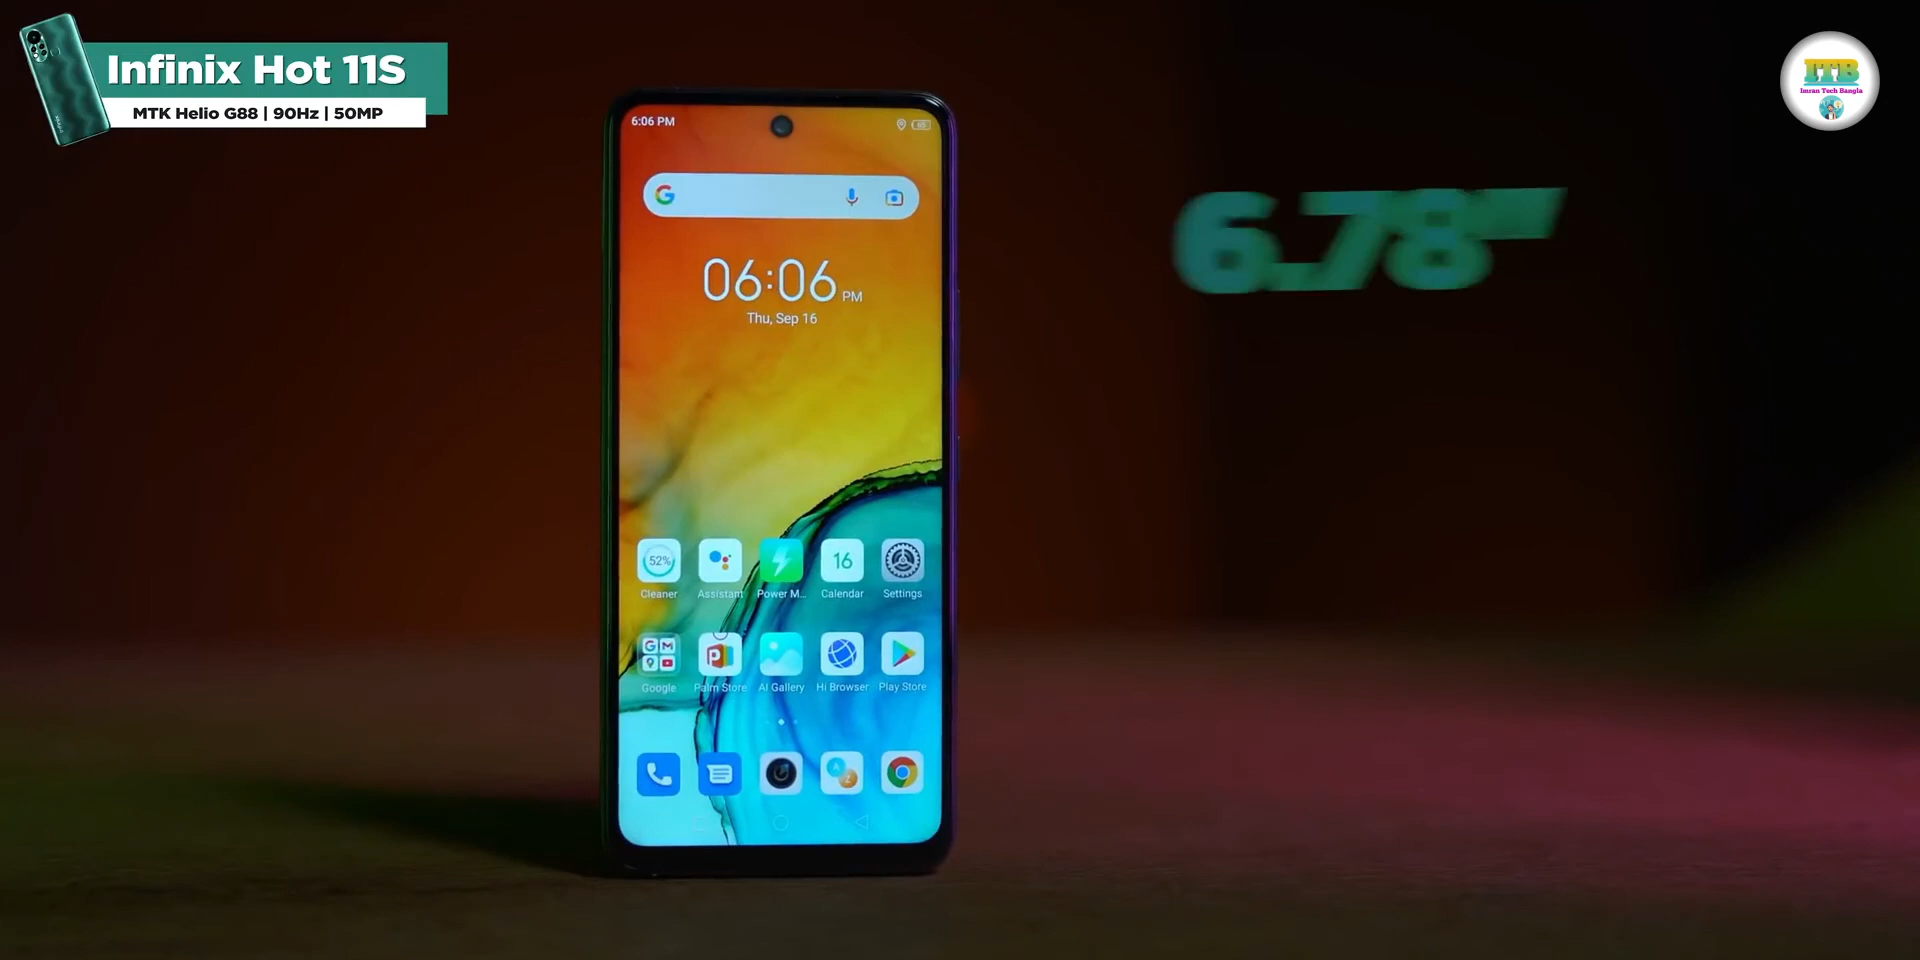 Infinix Hot 11S
MTK Helio G88 | 90Hz | 50MP
ITB
Imran Tech Bangla
6.78"
6:06 PM
65
G
06:06 PM
Thu, Sep 16
52%
16
Cleaner
Assistant
Power M...
Calendar
Settings
Google
Palm Store
AI Gallery
Hi Browser
Play Store
A
Z